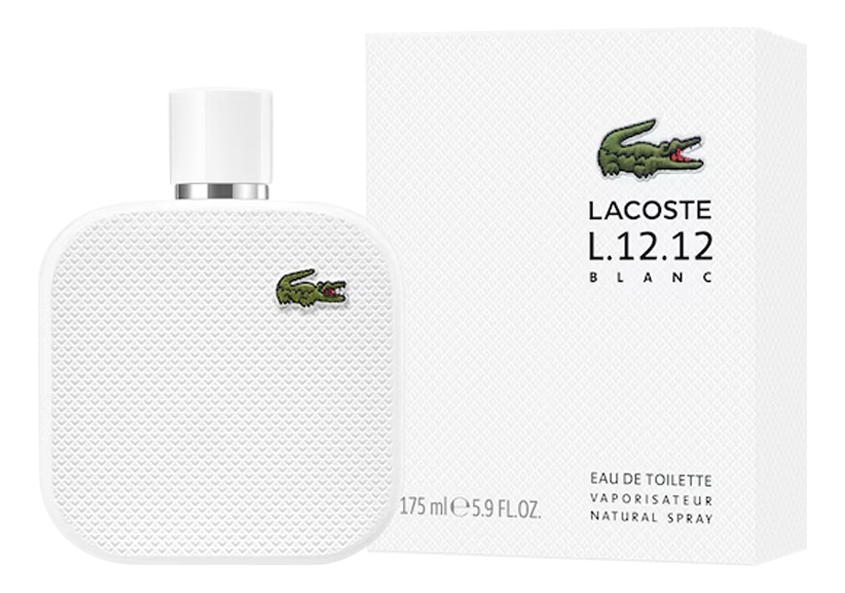 LACOSTE
L.12.12
BLANC
EAU DE TOILETTE
VAPORISATEUR
NATURAL SPRAY
175 ml ℮ 5.9 FL.OZ.